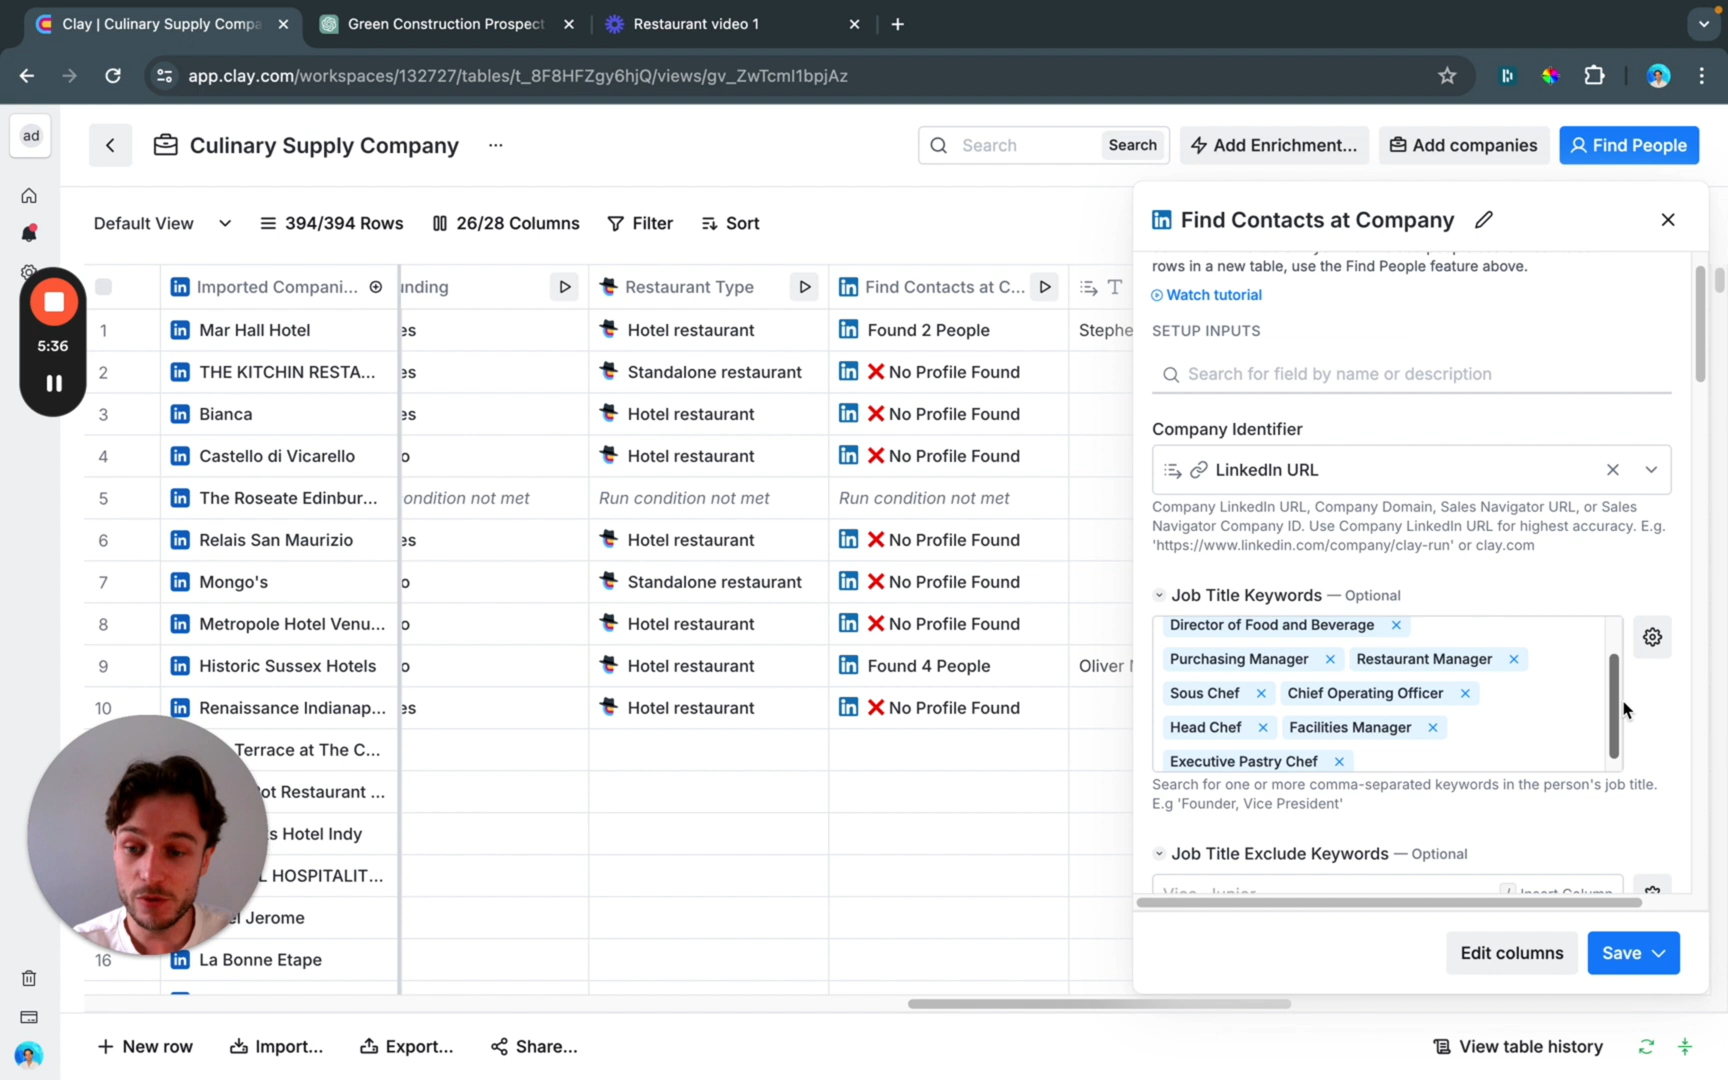 Clay | Culinary Supply Compa
Green Construction Prospect
Restaurant video 1
app.clay.com/workspaces/132727/tables/t_8F8HFZgy6hjQ/views/gv_ZwTcml1bpjAz
ad
Culinary Supply Company
Search
Search
Add Enrichment...
Add companies
Find People
Default View
394/394 Rows
26/28 Columns
Filter
Sort
Imported Compani...
unding
Restaurant Type
Find Contacts at C...
1 Mar Hall Hotel es Hotel restaurant Found 2 People Stephe
2 THE KITCHIN RESTA... es Standalone restaurant No Profile Found
3 Bianca es Hotel restaurant No Profile Found
4 Castello di Vicarello o Hotel restaurant No Profile Found
5 The Roseate Edinbur... ondition not met Run condition not met Run condition not met
6 Relais San Maurizio es Hotel restaurant No Profile Found
7 Mongo's o Standalone restaurant No Profile Found
8 Metropole Hotel Venu... o Hotel restaurant No Profile Found
9 Historic Sussex Hotels o Hotel restaurant Found 4 People Oliver
10 Renaissance Indianap... es Hotel restaurant No Profile Found
Terrace at The C...
ot Restaurant ...
s Hotel Indy
HOSPITALIT...
el Jerome
16 La Bonne Etape
5:36
Find Contacts at Company
rows in a new table, use the Find People feature above.
Watch tutorial
SETUP INPUTS
Search for field by name or description
Company Identifier
LinkedIn URL
Company LinkedIn URL, Company Domain, Sales Navigator URL, or Sales
Navigator Company ID. Use Company LinkedIn URL for highest accuracy. E.g.
'https://www.linkedin.com/company/clay-run' or clay.com
Job Title Keywords — Optional
Director of Food and Beverage
Purchasing Manager Restaurant Manager
Sous Chef Chief Operating Officer
Head Chef Facilities Manager
Executive Pastry Chef
Search for one or more comma-separated keywords in the person's job title.
E.g 'Founder, Vice President'
Job Title Exclude Keywords — Optional
Vice, Junior / Insert Column
Edit columns
Save
New row
Import...
Export...
Share...
View table history